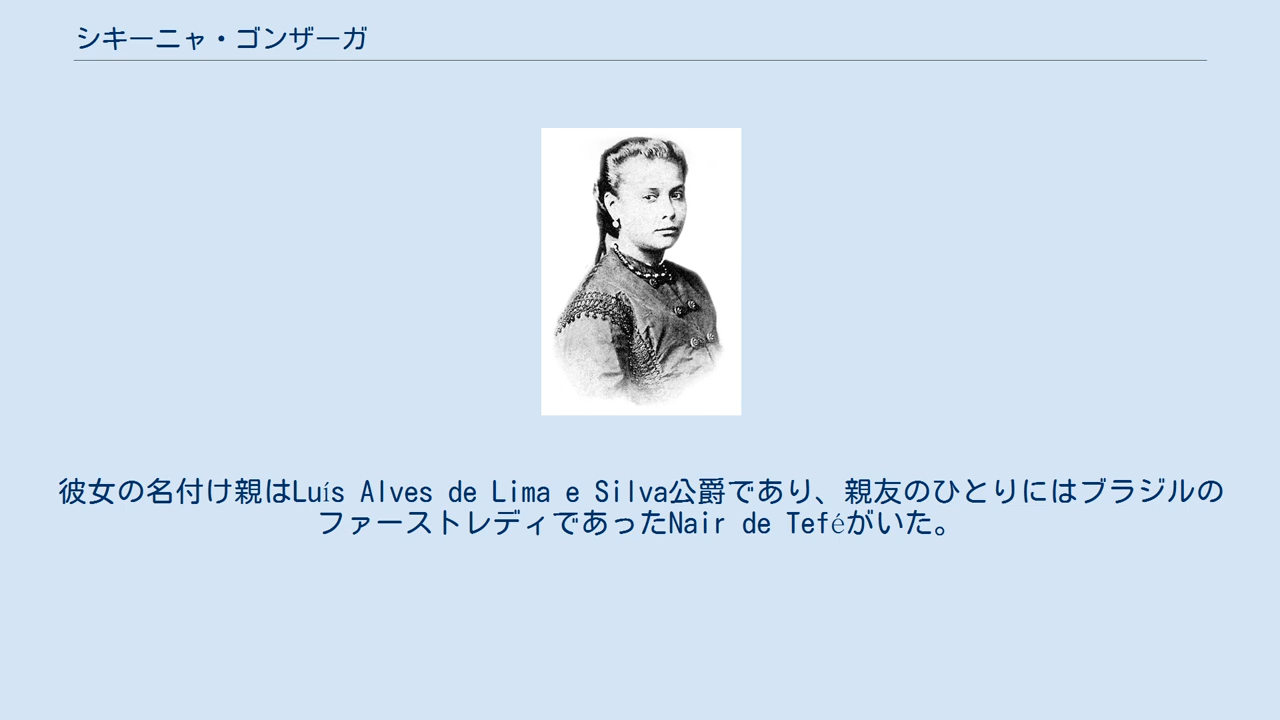 シキーニャ・ゴンザーガ
彼女の名付け親はLuís Alves de Lima e Silva公爵であり、親友のひとりにはブラジルの
ファーストレディであったNair de Teféがいた。